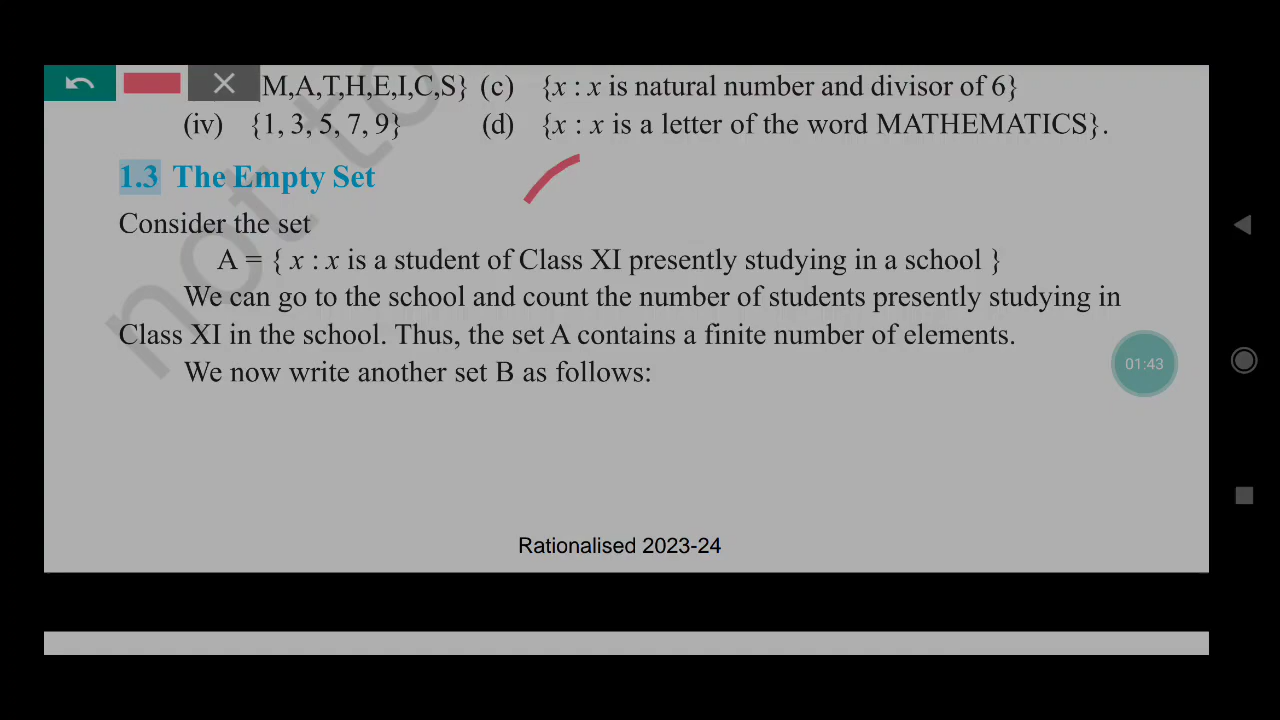 M,A,T,H,E,I,C,S} (c) {x : x is natural number and divisor of 6}
(iv) {1, 3, 5, 7, 9} (d) {x : x is a letter of the word MATHEMATICS}.
1.3 The Empty Set
Consider the set
A = { x : x is a student of Class XI presently studying in a school }
We can go to the school and count the number of students presently studying in
Class XI in the school. Thus, the set A contains a finite number of elements.
We now write another set B as follows:
01:43
Rationalised 2023-24
not to